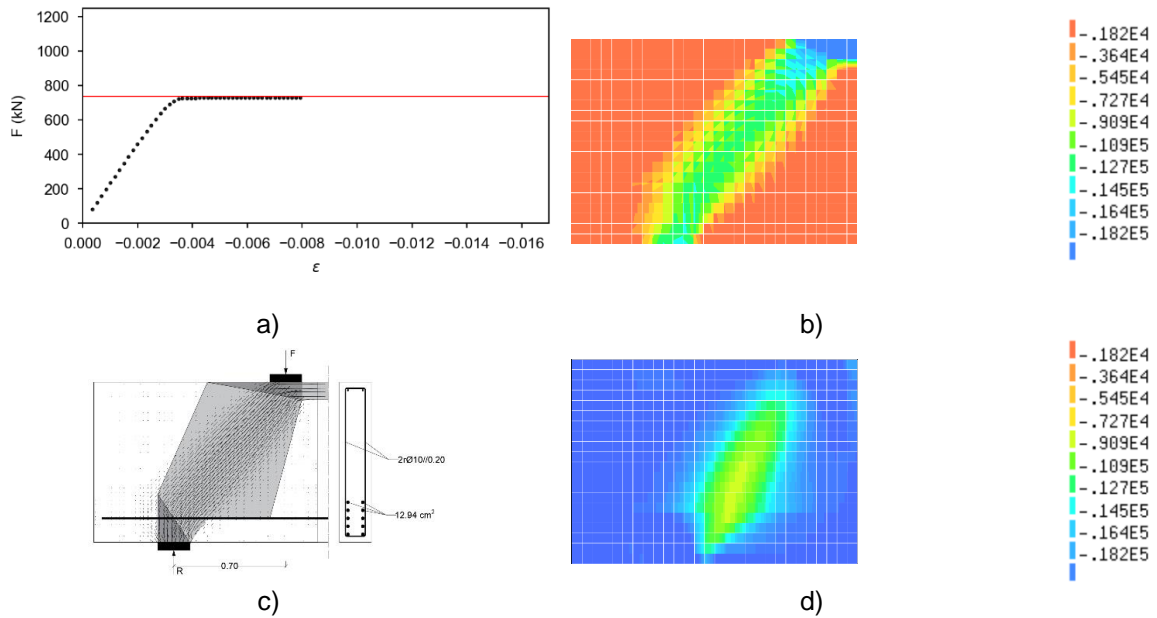 1200
1000
800
600
400
200
0
F (kN)
0.000 −0.002 −0.004 −0.006 −0.008 −0.010 −0.012 −0.014 −0.016
ε
-.182E4
-.364E4
-.545E4
-.727E4
-.909E4
-.109E5
-.127E5
-.145E5
-.164E5
-.182E5
a)
b)
F
2rØ10//0.20
12.94 cm²
0.70
R
-.182E4
-.364E4
-.545E4
-.727E4
-.909E4
-.109E5
-.127E5
-.145E5
-.164E5
-.182E5
c)
d)